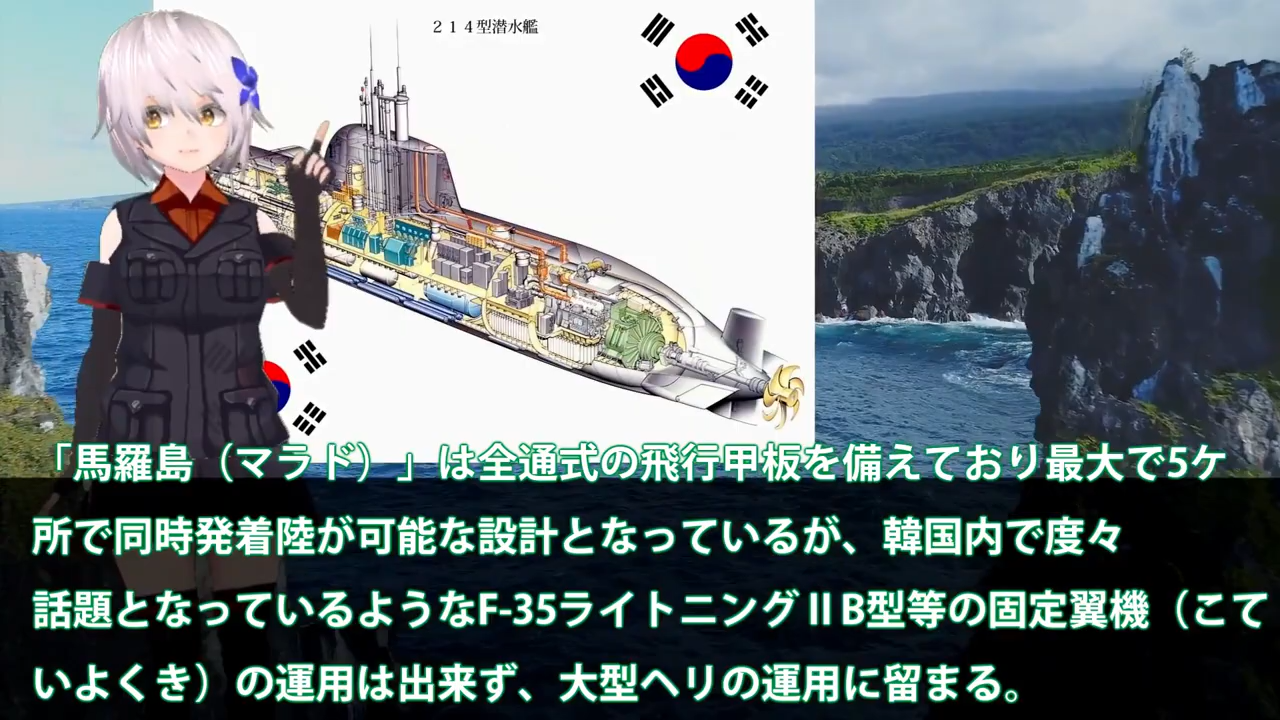 214型潜水艦
「馬羅島（マラド）」は全通式の飛行甲板を備えており最大で5ケ
所で同時発着陸が可能な設計となっているが、韓国内で度々
話題となっているようなF-35ライトニングⅡB型等の固定翼機（こて
いよくき）の運用は出来ず、大型ヘリの運用に留まる。